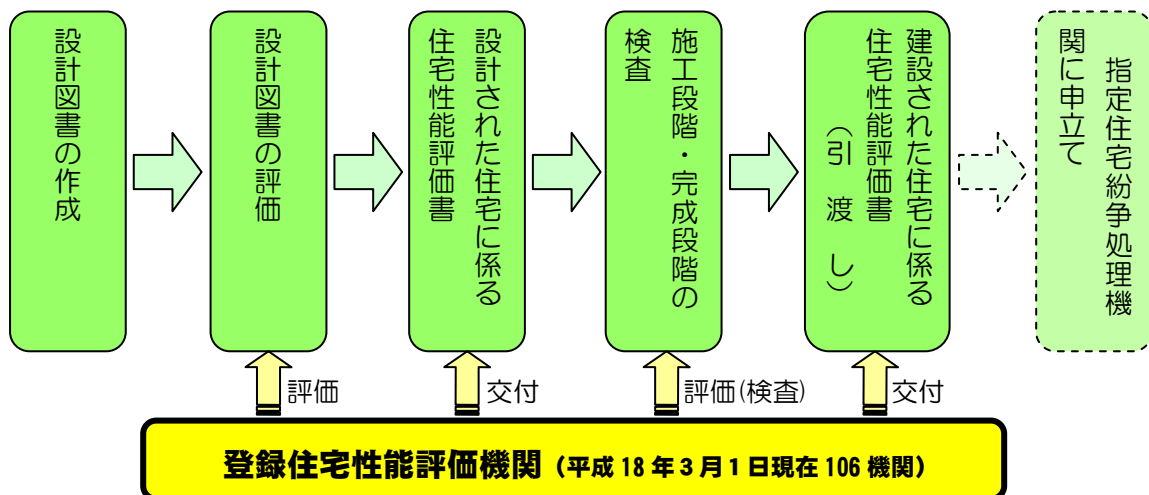 設計図書の作成
設計図書の評価
設計された住宅に係る
住宅性能評価書
施工段階・完成段階の
検査
建設された住宅に係る
住宅性能評価書
（引 渡 し）
指定住宅紛争処理機
関に申立て
評価
交付
評価(検査)
交付
登録住宅性能評価機関（平成 18 年３月１日現在 106 機関）